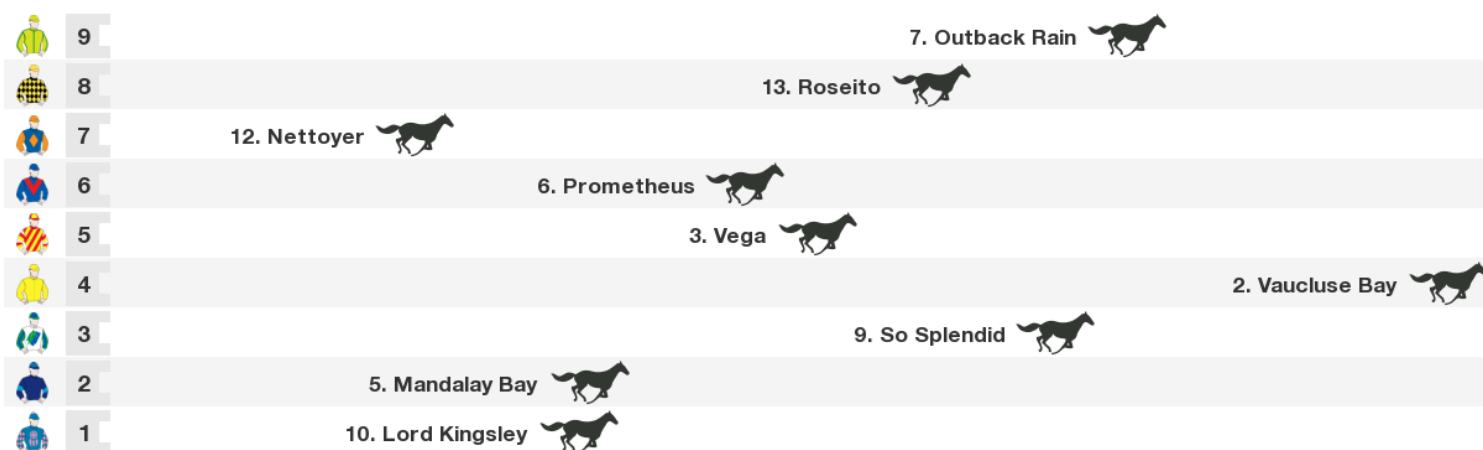 9 7. Outback Rain
8 13. Roseito
7 12. Nettoyer
6 6. Prometheus
5 3. Vega
4 2. Vaucluse Bay
3 9. So Splendid
2 5. Mandalay Bay
1 10. Lord Kingsley